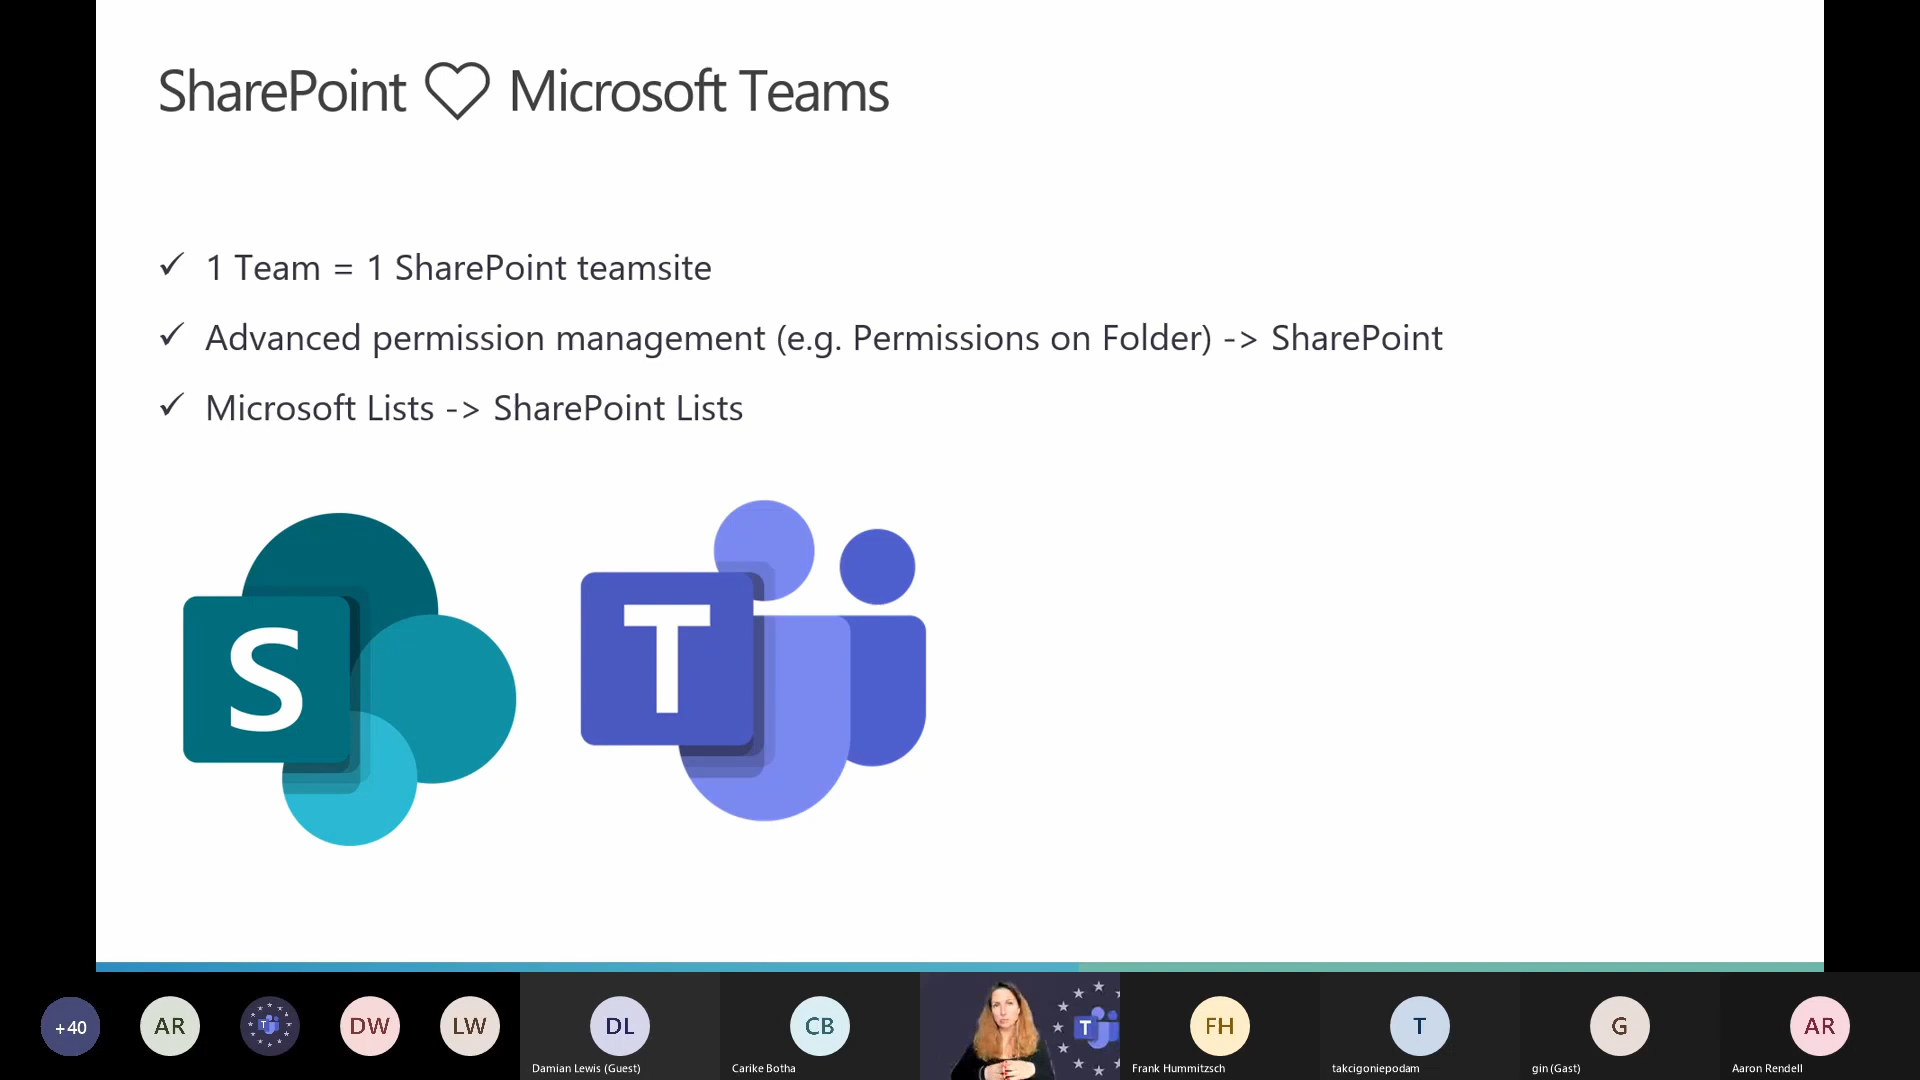 SharePoint ♡ Microsoft Teams
✓ 1 Team = 1 SharePoint teamsite
✓ Advanced permission management (e.g. Permissions on Folder) -> SharePoint
✓ Microsoft Lists -> SharePoint Lists
S
T
+40
AR
T
DW
LW
DL
CB
T
FH
T
G
AR
Damian Lewis (Guest)
Carike Botha
Frank Hummitzsch
takcigoniepodam
gin (Gast)
Aaron Rendell